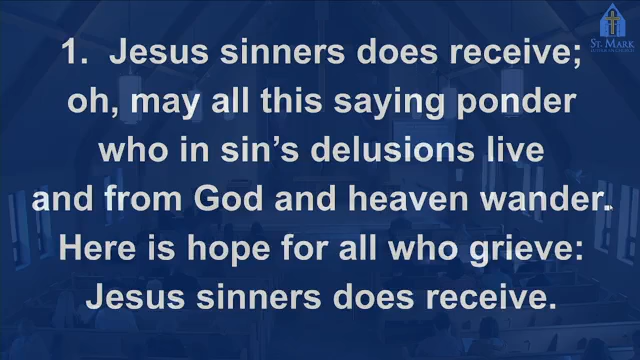 1. Jesus sinners does receive;
oh, may all this saying ponder
who in sin's delusions live
and from God and heaven wander.
Here is hope for all who grieve:
Jesus sinners does receive.
ST. MARK